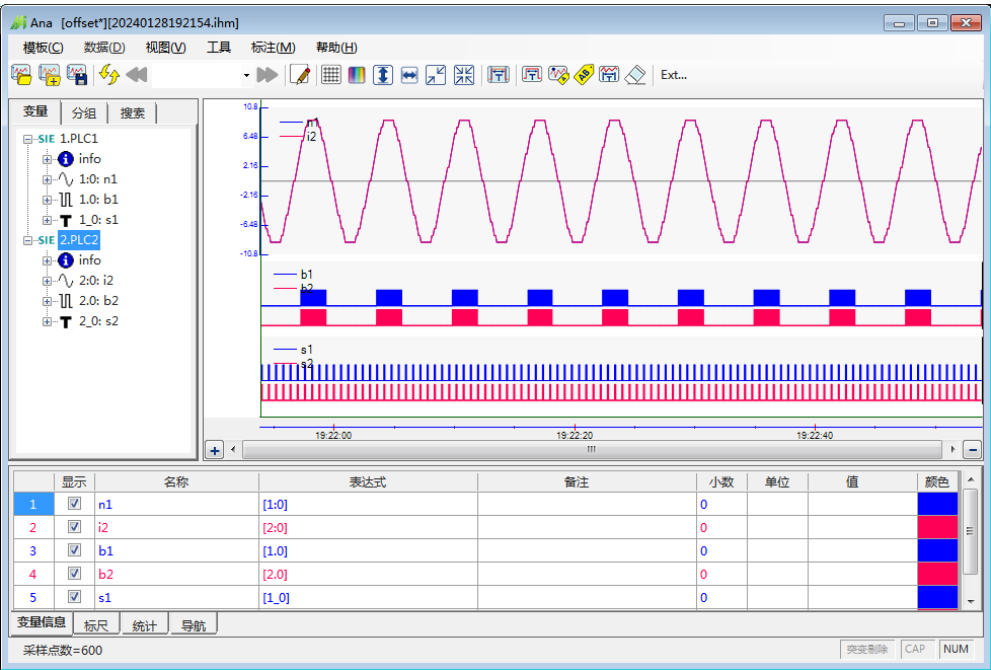 Ana [offset*][20240128192154.ihm]
模板(C) 数据(D) 视图(V) 工具 标注(M) 帮助(H)
Ext...
变量 分组 搜索
SIE 1.PLC1
info
1:0: n1
1.0: b1
1_0: s1
SIE 2.PLC2
info
2:0: i2
2.0: b2
2_0: s2
10.8
6.48
2.16
-2.16
-6.48
-10.8
n1
i2
b1
b2
s1
s2
19:22:00 19:22:20 19:22:40
显示 名称 表达式 备注 小数 单位 值 颜色
1 n1 [1:0] 0
2 i2 [2:0] 0
3 b1 [1.0] 0
4 b2 [2.0] 0
5 s1 [1_0] 0
变量信息 标尺 统计 导航
采样点数=600 突变剔除 CAP NUM